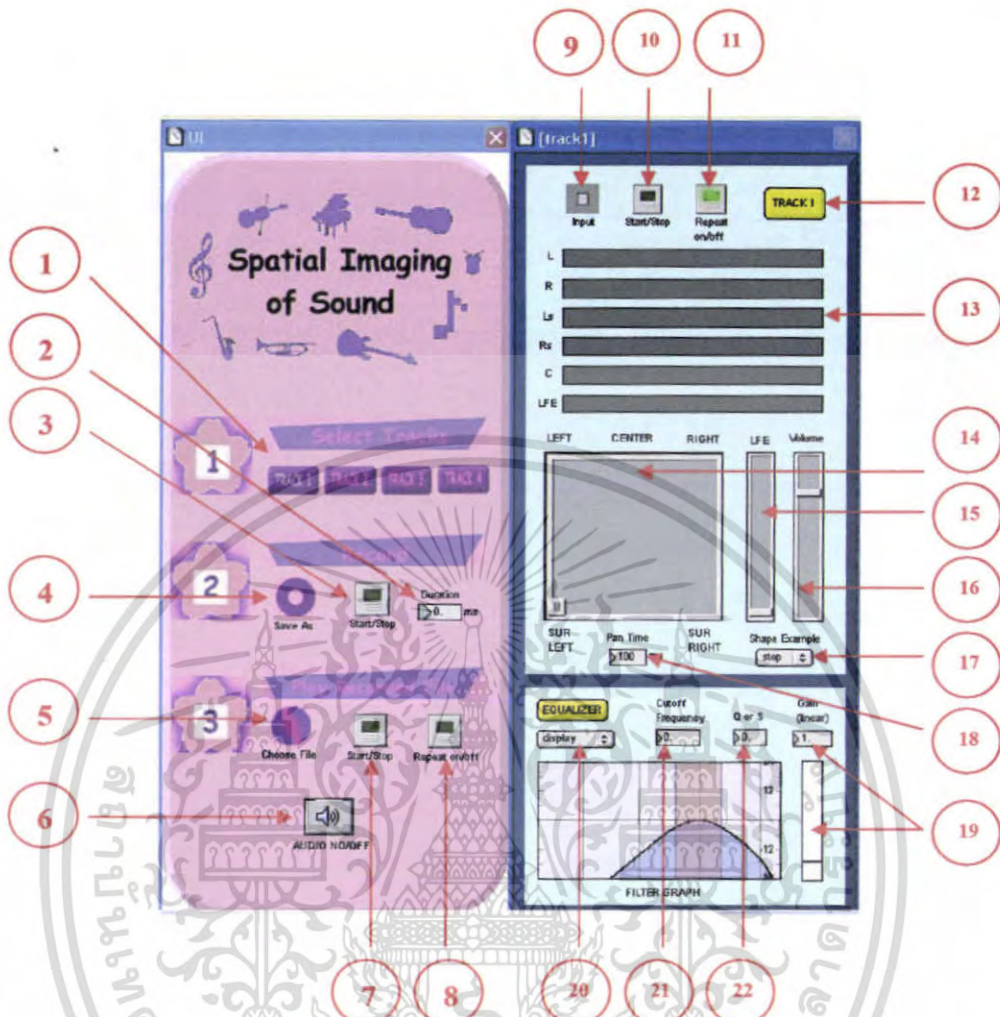 9
10
11
UI
[track1]
Input
Start/Stop
Repeat
on/off
TRACK 1
12
1
2
3
Spatial Imaging
of Sound
L
R
Ls
Rs
C
LFE
13
LEFT
CENTER
RIGHT
LFE
Volume
14
15
16
1
Select Tracks
TRACK 1
TRACK 2
TRACK 3
TRACK 4
4
2
Save As
Start/Stop
Duration
0.
ms
SUR
LEFT
Pan Time
100
SUR
RIGHT
Shape Example
stop
17
5
3
Choose File
Start/Stop
Repeat on/off
EQUALIZER
display
Cutoff
Frequency
0.
Q or S
0.
Gain
(linear)
1.
18
6
AUDIO NO/OFF
12
-12
FILTER GRAPH
19
7
8
20
21
22